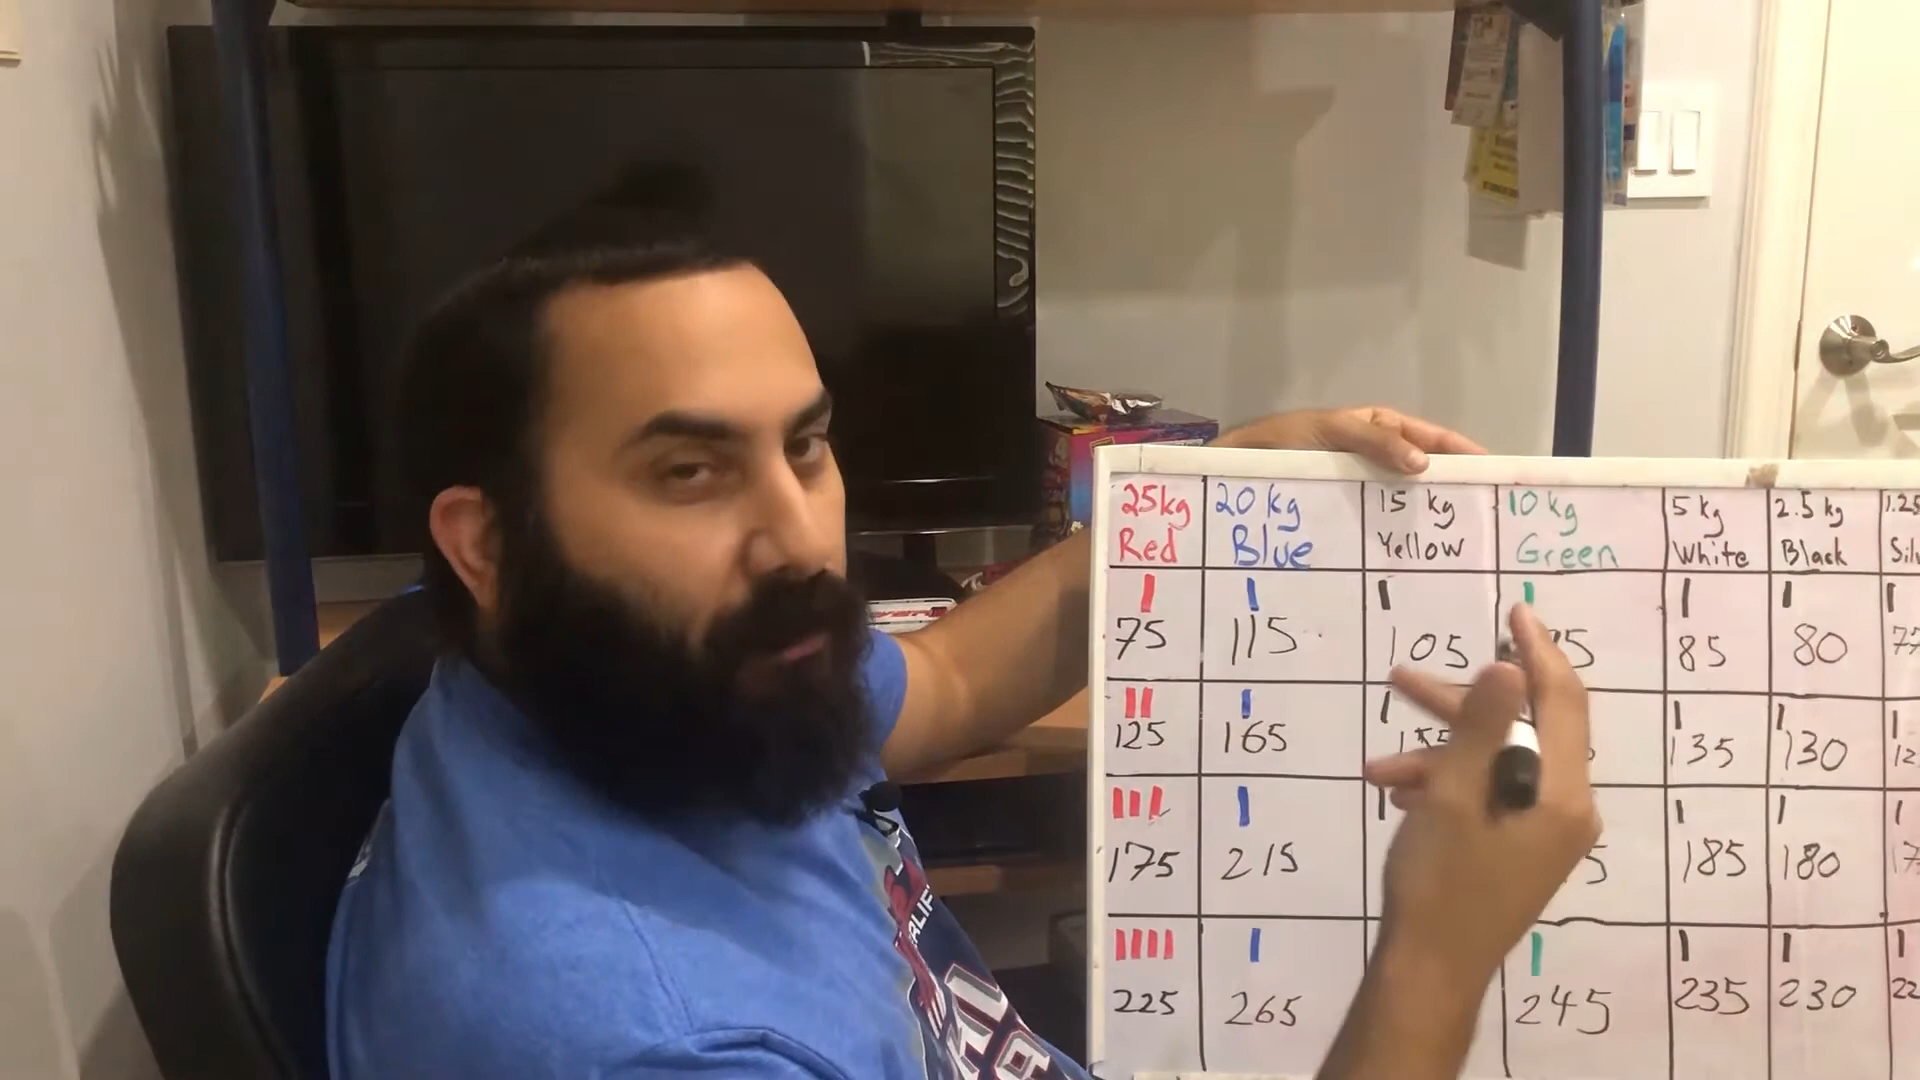 25kg 20 kg 15 kg 10 kg 5 kg 2.5 kg
Red Blue Yellow Green White Black
75 115 105 85 80
125 165 135 130
175 215 185 180
225 265 245 235 230